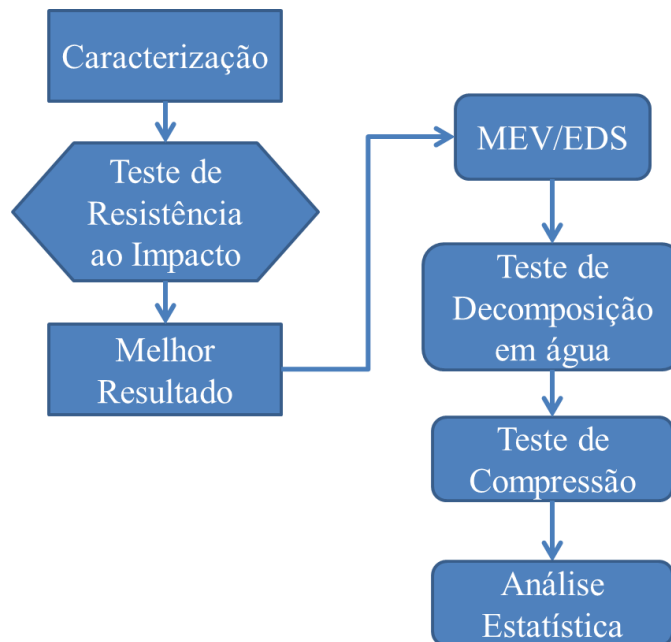 Caracterização
Teste de
Resistência
ao Impacto
Melhor
Resultado
MEV/EDS
Teste de
Decomposição
em água
Teste de
Compressão
Análise
Estatística